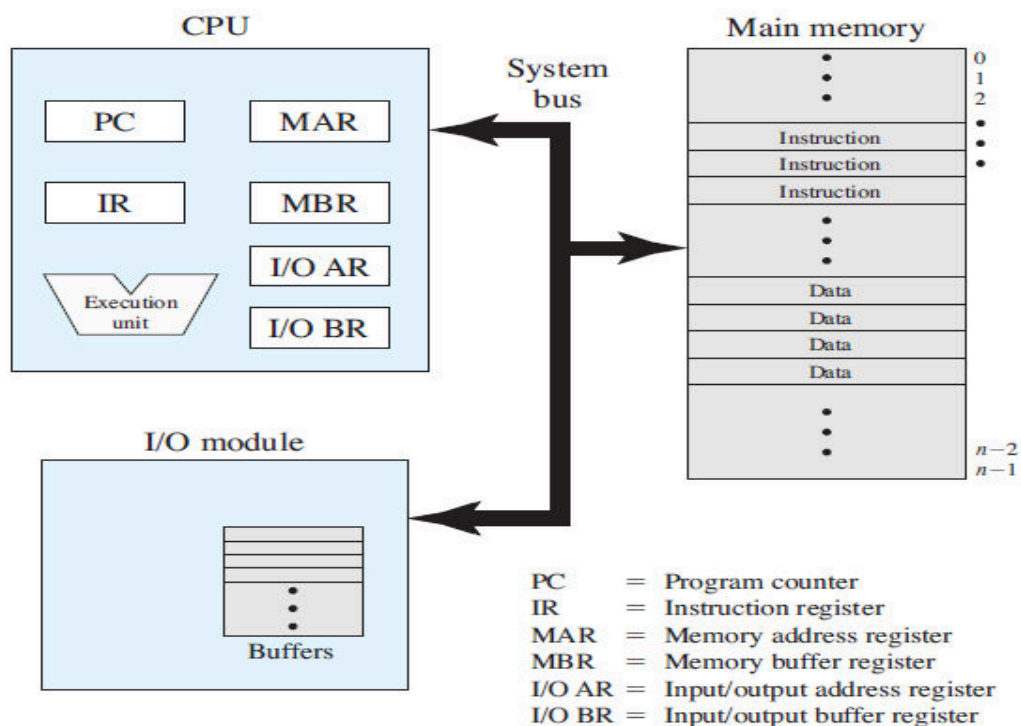 CPU
PC
MAR
IR
MBR
I/O AR
Execution
unit
I/O BR
System
bus
Main memory
0
1
2
Instruction
Instruction
Instruction
Data
Data
Data
Data
n−2
n−1
I/O module
Buffers
PC = Program counter
IR = Instruction register
MAR = Memory address register
MBR = Memory buffer register
I/O AR = Input/output address register
I/O BR = Input/output buffer register